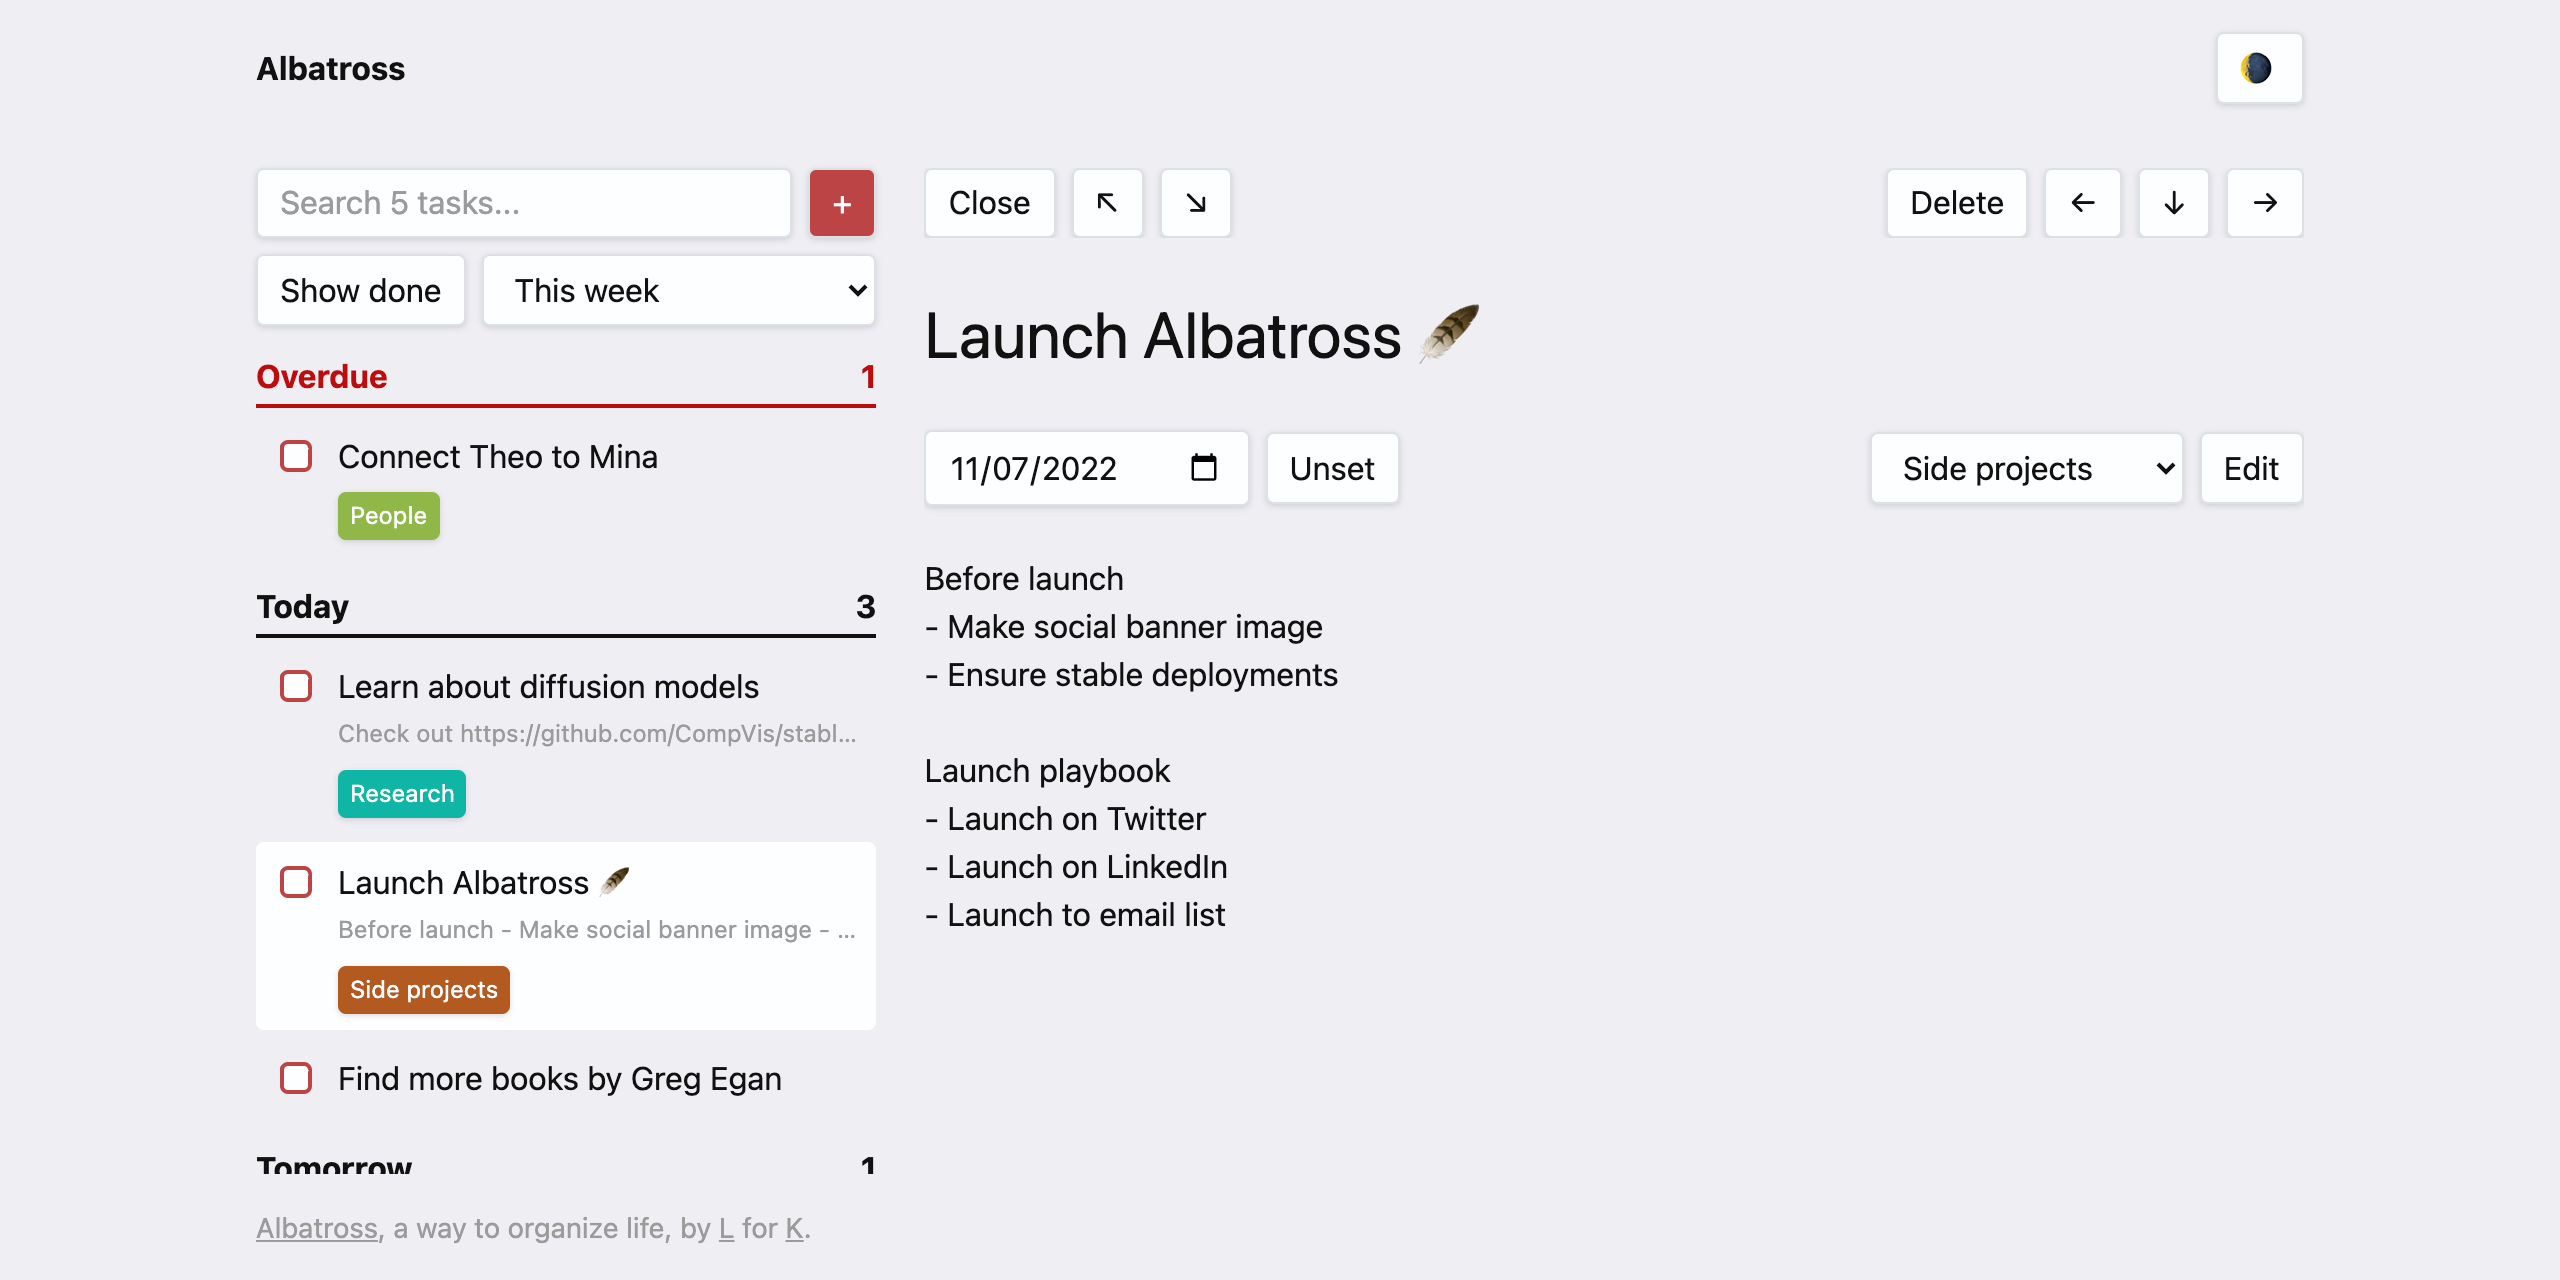 Albatross
Search 5 tasks...
+
Show done
This week
Overdue 1
Connect Theo to Mina
People
Today 3
Learn about diffusion models
Check out https://github.com/CompVis/stabl...
Research
Launch Albatross
Before launch - Make social banner image - ...
Side projects
Find more books by Greg Egan
Tomorrow 1
Albatross, a way to organize life, by L for K.
Close ↖ ↘
Delete ← ↓ →
Launch Albatross
11/07/2022
Unset
Side projects
Edit
Before launch
- Make social banner image
- Ensure stable deployments
Launch playbook
- Launch on Twitter
- Launch on LinkedIn
- Launch to email list